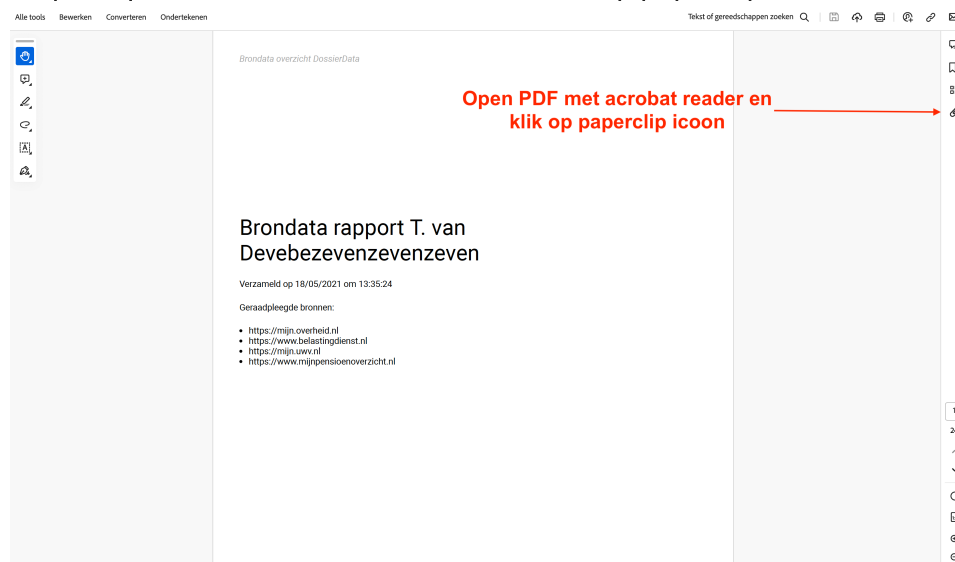 Alle tools Bewerken Converteren Ondertekenen Tekst of gereedschappen zoeken
Brondata overzicht DossierData
Open PDF met acrobat reader en
klik op paperclip icoon
Brondata rapport T. van
Devebezevenzevenzeven
Verzameld op 18/05/2021 om 13:35:24
Geraadpleegde bronnen:
• https://mijn.overheid.nl
• https://www.belastingdienst.nl
• https://mijn.uwv.nl
• https://www.mijnpensioenoverzicht.nl